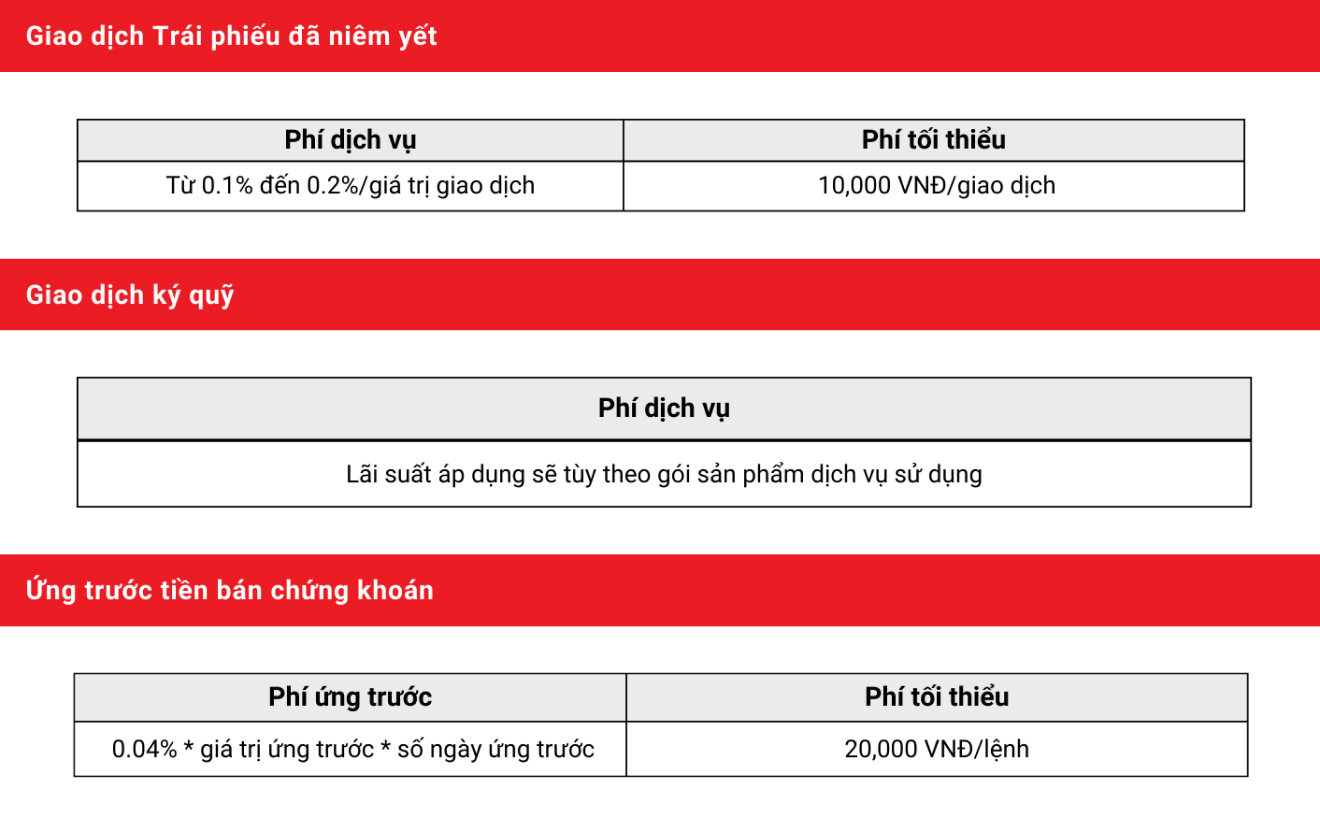 Giao dịch Trái phiếu đã niêm yết
Phí dịch vụ
Phí tối thiểu
Từ 0.1% đến 0.2%/giá trị giao dịch
10,000 VNĐ/giao dịch
Giao dịch ký quỹ
Phí dịch vụ
Lãi suất áp dụng sẽ tùy theo gói sản phẩm dịch vụ sử dụng
Ứng trước tiền bán chứng khoán
Phí ứng trước
Phí tối thiểu
0.04% * giá trị ứng trước * số ngày ứng trước
20,000 VNĐ/lệnh